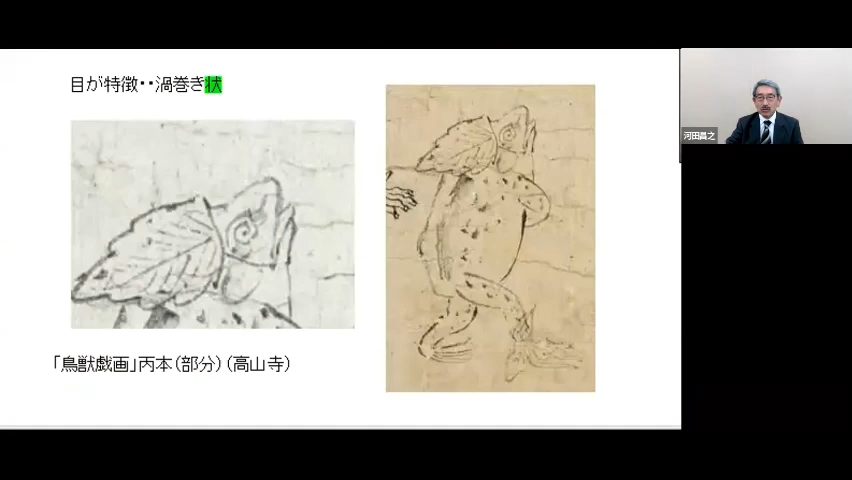 目が特徴・・渦巻き状
河田昌之
「鳥獣戯画」丙本（部分）（高山寺）